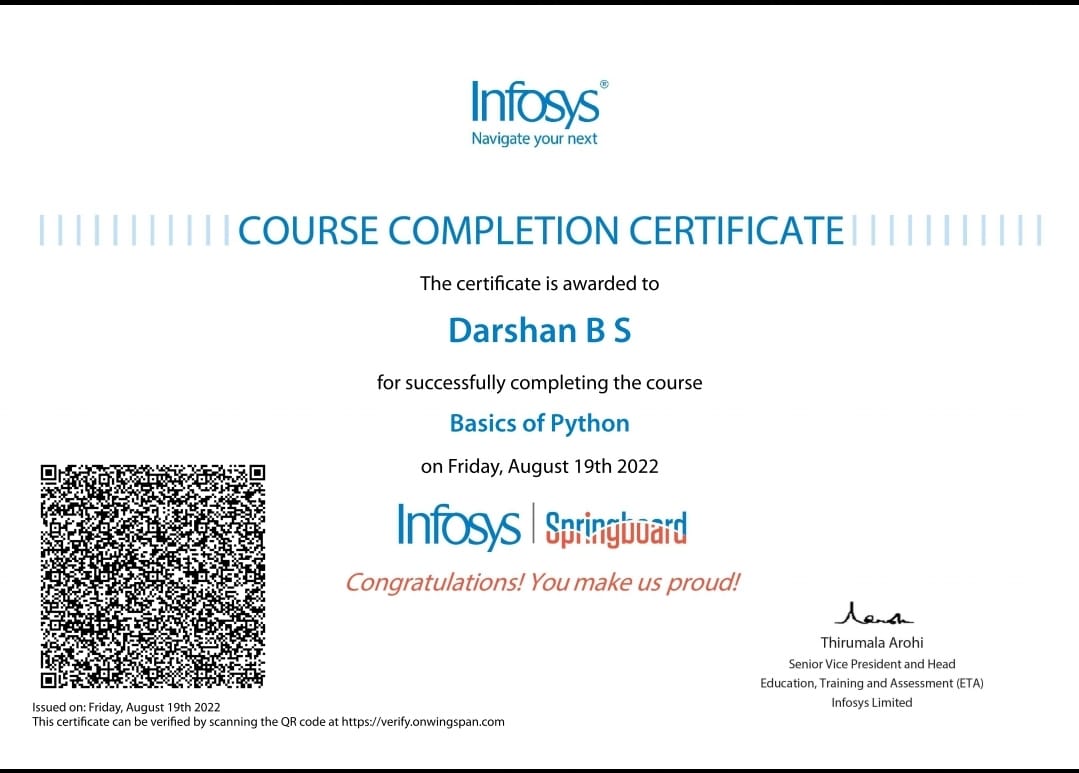 Infosys®
Navigate your next
COURSE COMPLETION CERTIFICATE
The certificate is awarded to
Darshan B S
for successfully completing the course
Basics of Python
on Friday, August 19th 2022
Infosys | Springboard
Congratulations! You make us proud!
Thirumala Arohi
Senior Vice President and Head
Education, Training and Assessment (ETA)
Infosys Limited
Issued on: Friday, August 19th 2022
This certificate can be verified by scanning the QR code at https://verify.onwingspan.com